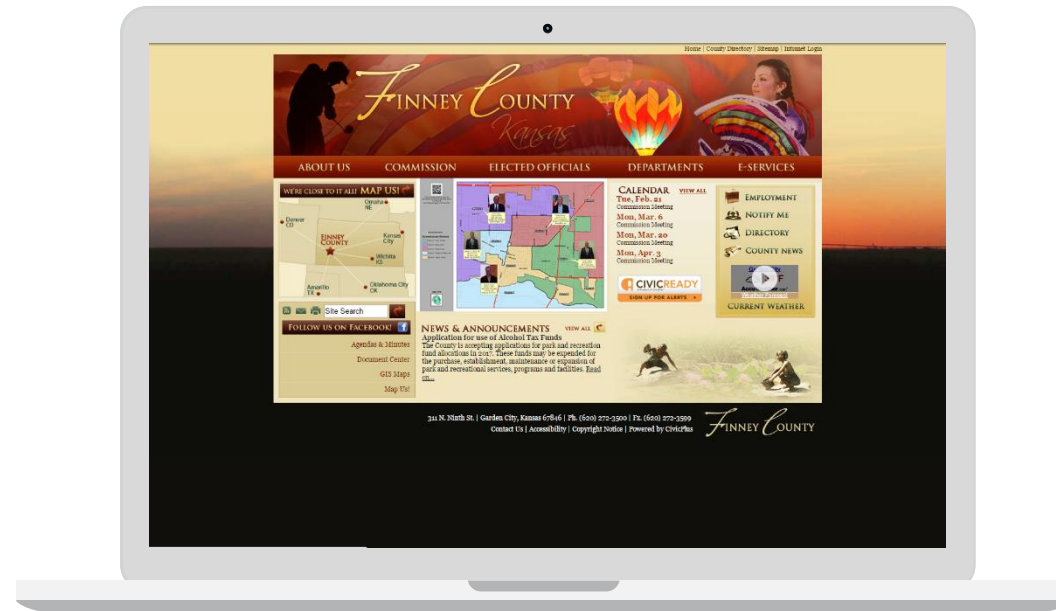 Home | County Directory | Sitemap | Intranet Login
FINNEY COUNTY
Kansas
ABOUT US COMMISSION ELECTED OFFICIALS DEPARTMENTS E-SERVICES
WE'RE CLOSE TO IT ALL! MAP US!
Omaha
NE
Denver
CO
FINNEY
COUNTY
Kansas
City
Wichita
KS
Amarillo
TX
Oklahoma City
OK
Site Search
FOLLOW US ON FACEBOOK!
Agendas & Minutes
Document Center
GIS Maps
Map Us!
CALENDAR VIEW ALL
Tue, Feb. 21
Commission Meeting
Mon, Mar. 6
Commission Meeting
Mon, Mar. 20
Commission Meeting
Mon, Apr. 3
Commission Meeting
CIVICREADY
SIGN UP FOR ALERTS
EMPLOYMENT
NOTIFY ME
DIRECTORY
COUNTY NEWS
CURRENT WEATHER
NEWS & ANNOUNCEMENTS VIEW ALL
Application for use of Alcohol Tax Funds
The County is accepting applications for park and recreation
fund allocations in 2017. These funds may be expended for
the purchase, establishment, maintenance or expansion of
park and recreational services, programs and facilities. Read
on...
311 N. Ninth St. | Garden City, Kansas 67846 | Ph. (620) 272-3500 | Fx. (620) 272-3599
Contact Us | Accessibility | Copyright Notice | Powered by CivicPlus
FINNEY COUNTY